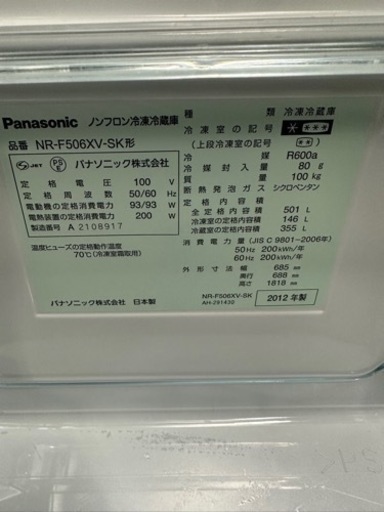 Panasonic ノンフロン冷凍冷蔵庫
品番 NR-F506XV-SK形
JET PSE パナソニック株式会社
定格電圧 100 V
定格周波数 50/60 Hz
電動機の定格消費電力 93/93 W
電熱装置の定格消費電力 200 W
製造番号 A 2108917
温度ヒューズの定格動作温度
70℃(冷凍室霜取用)
パナソニック株式会社 日本製
種類 冷凍冷蔵庫
冷凍室の記号
(上段冷凍室の記号 )
冷媒 R600a
冷媒封入量 80 g
質量 100 kg
断熱発泡ガス シクロペンタン
全定格内容積 501 L
冷凍室定格内容積 146 L
冷蔵室定格内容積 355 L
消費電力量(JIS C 9801-2006年)
50Hz 200kWh/年
60Hz 200kWh/年
外形寸法 幅 685 mm
奥行 688 mm
高さ 1818 mm
NR-F506XV-SK
AH-291430
2012年製